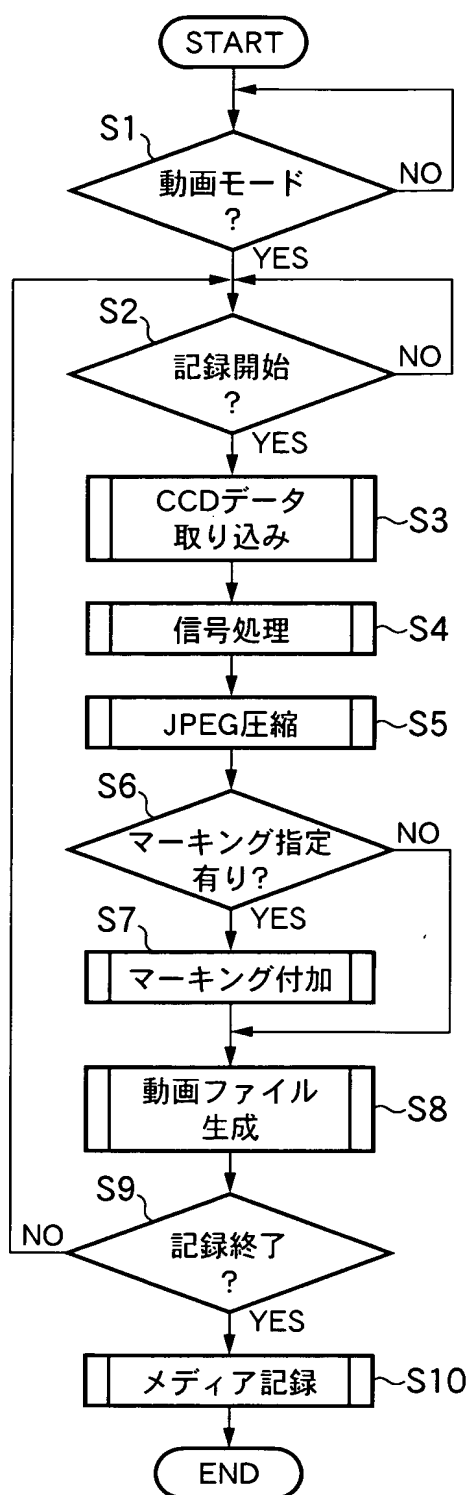 START
S1
動画モード
?
NO
YES
S2
記録開始
?
NO
YES
CCDデータ
取り込み
S3
信号処理
S4
JPEG圧縮
S5
S6
マーキング指定
有り?
NO
YES
S7
マーキング付加
動画ファイル
生成
S8
S9
NO
記録終了
?
YES
メディア記録
S10
END